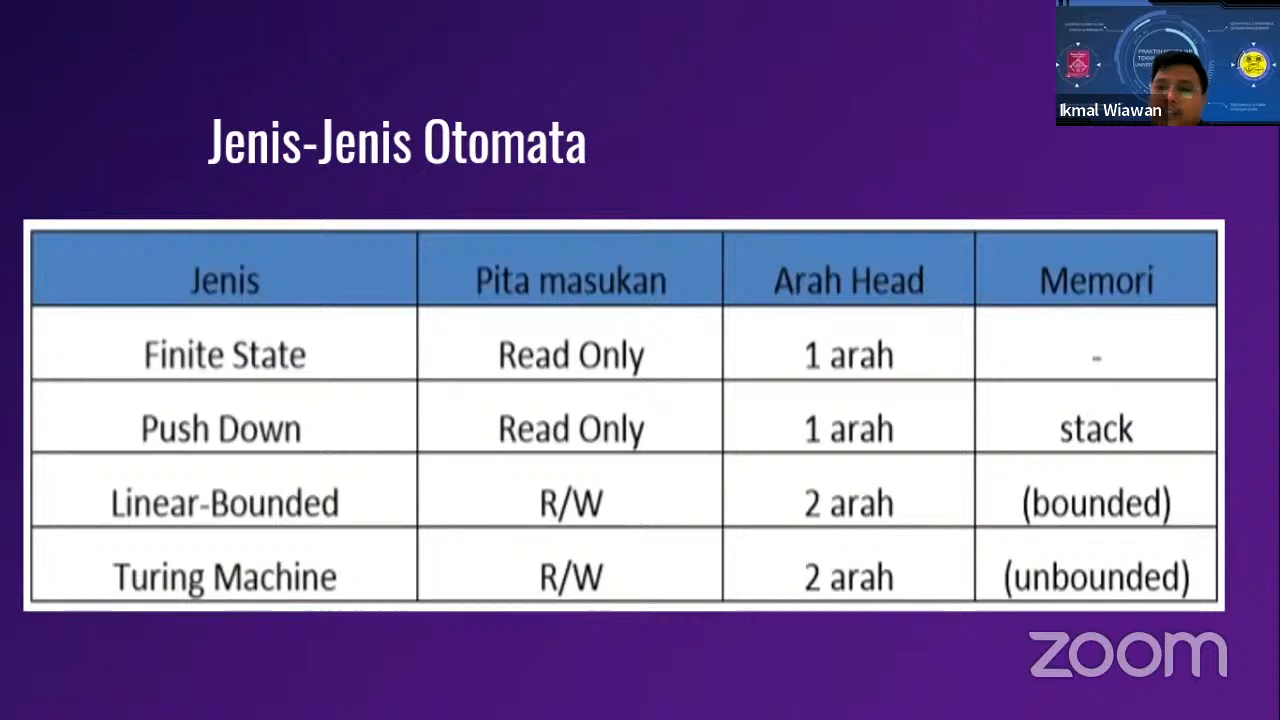 Ikmal Wiawan
Jenis-Jenis Otomata
Jenis Pita masukan Arah Head Memori
Finite State Read Only 1 arah -
Push Down Read Only 1 arah stack
Linear-Bounded R/W 2 arah (bounded)
Turing Machine R/W 2 arah (unbounded)
zoom